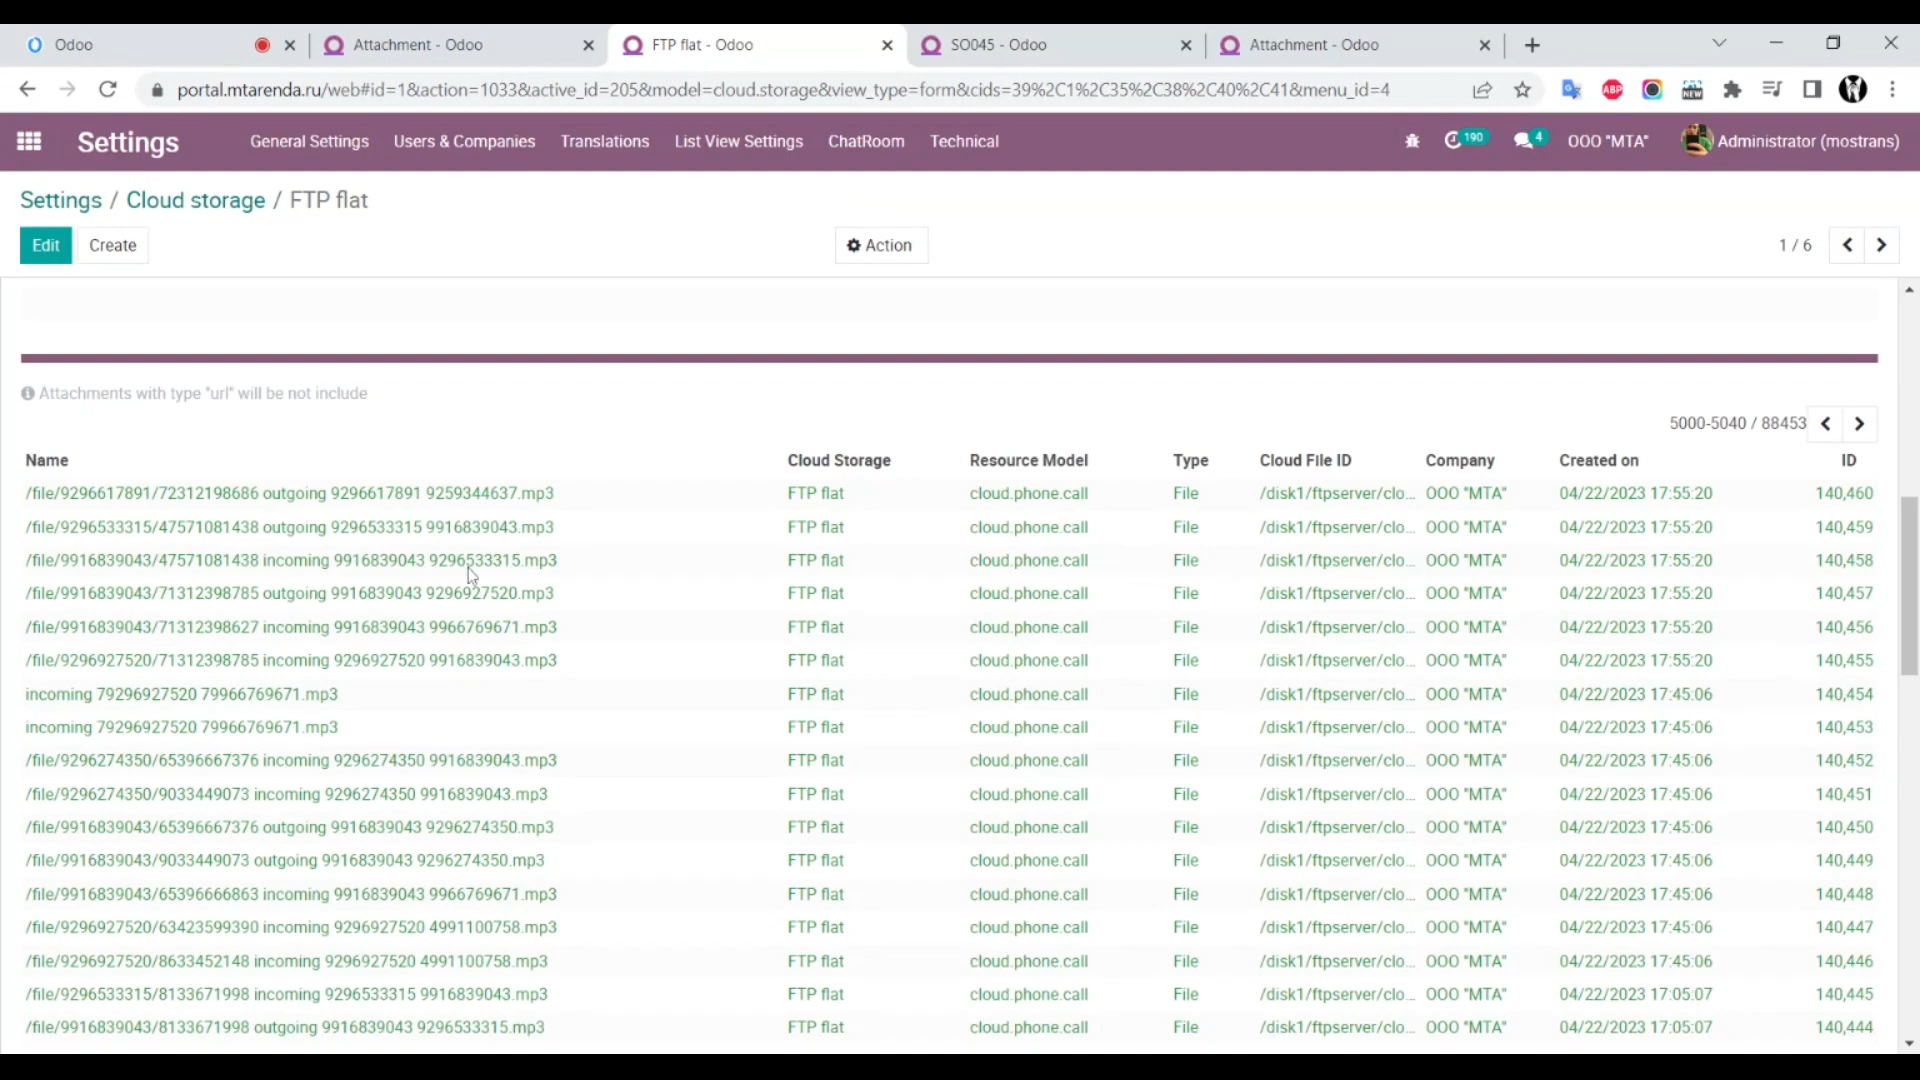 Odoo
Attachment - Odoo
FTP flat - Odoo
SO045 - Odoo
Attachment - Odoo
portal.mtarenda.ru/web#id=1&action=1033&active_id=205&model=cloud.storage&view_type=form&cids=39%2C1%2C35%2C38%2C40%2C41&menu_id=4
ABP
NEW
Settings General Settings Users & Companies Translations List View Settings ChatRoom Technical 190 4 OOO "MTA" Administrator (mostrans)
Settings / Cloud storage / FTP flat
Edit Create Action 1 / 6
Attachments with type "url" will be not include
5000-5040 / 88453
Name Cloud Storage Resource Model Type Cloud File ID Company Created on ID
/file/9296617891/72312198686 outgoing 9296617891 9259344637.mp3 FTP flat cloud.phone.call File /disk1/ftpserver/clo... OOO "MTA" 04/22/2023 17:55:20 140,460
/file/9296533315/47571081438 outgoing 9296533315 9916839043.mp3 FTP flat cloud.phone.call File /disk1/ftpserver/clo... OOO "MTA" 04/22/2023 17:55:20 140,459
/file/9916839043/47571081438 incoming 9916839043 9296533315.mp3 FTP flat cloud.phone.call File /disk1/ftpserver/clo... OOO "MTA" 04/22/2023 17:55:20 140,458
/file/9916839043/71312398785 outgoing 9916839043 9296927520.mp3 FTP flat cloud.phone.call File /disk1/ftpserver/clo... OOO "MTA" 04/22/2023 17:55:20 140,457
/file/9916839043/71312398627 incoming 9916839043 9966769671.mp3 FTP flat cloud.phone.call File /disk1/ftpserver/clo... OOO "MTA" 04/22/2023 17:55:20 140,456
/file/9296927520/71312398785 incoming 9296927520 9916839043.mp3 FTP flat cloud.phone.call File /disk1/ftpserver/clo... OOO "MTA" 04/22/2023 17:55:20 140,455
incoming 79296927520 79966769671.mp3 FTP flat cloud.phone.call File /disk1/ftpserver/clo... OOO "MTA" 04/22/2023 17:45:06 140,454
incoming 79296927520 79966769671.mp3 FTP flat cloud.phone.call File /disk1/ftpserver/clo... OOO "MTA" 04/22/2023 17:45:06 140,453
/file/9296274350/65396667376 incoming 9296274350 9916839043.mp3 FTP flat cloud.phone.call File /disk1/ftpserver/clo... OOO "MTA" 04/22/2023 17:45:06 140,452
/file/9296274350/9033449073 incoming 9296274350 9916839043.mp3 FTP flat cloud.phone.call File /disk1/ftpserver/clo... OOO "MTA" 04/22/2023 17:45:06 140,451
/file/9916839043/65396667376 outgoing 9916839043 9296274350.mp3 FTP flat cloud.phone.call File /disk1/ftpserver/clo... OOO "MTA" 04/22/2023 17:45:06 140,450
/file/9916839043/9033449073 outgoing 9916839043 9296274350.mp3 FTP flat cloud.phone.call File /disk1/ftpserver/clo... OOO "MTA" 04/22/2023 17:45:06 140,449
/file/9916839043/65396666863 incoming 9916839043 9966769671.mp3 FTP flat cloud.phone.call File /disk1/ftpserver/clo... OOO "MTA" 04/22/2023 17:45:06 140,448
/file/9296927520/63423599390 incoming 9296927520 4991100758.mp3 FTP flat cloud.phone.call File /disk1/ftpserver/clo... OOO "MTA" 04/22/2023 17:45:06 140,447
/file/9296927520/8633452148 incoming 9296927520 4991100758.mp3 FTP flat cloud.phone.call File /disk1/ftpserver/clo... OOO "MTA" 04/22/2023 17:45:06 140,446
/file/9296533315/8133671998 incoming 9296533315 9916839043.mp3 FTP flat cloud.phone.call File /disk1/ftpserver/clo... OOO "MTA" 04/22/2023 17:05:07 140,445
/file/9916839043/8133671998 outgoing 9916839043 9296533315.mp3 FTP flat cloud.phone.call File /disk1/ftpserver/clo... OOO "MTA" 04/22/2023 17:05:07 140,444